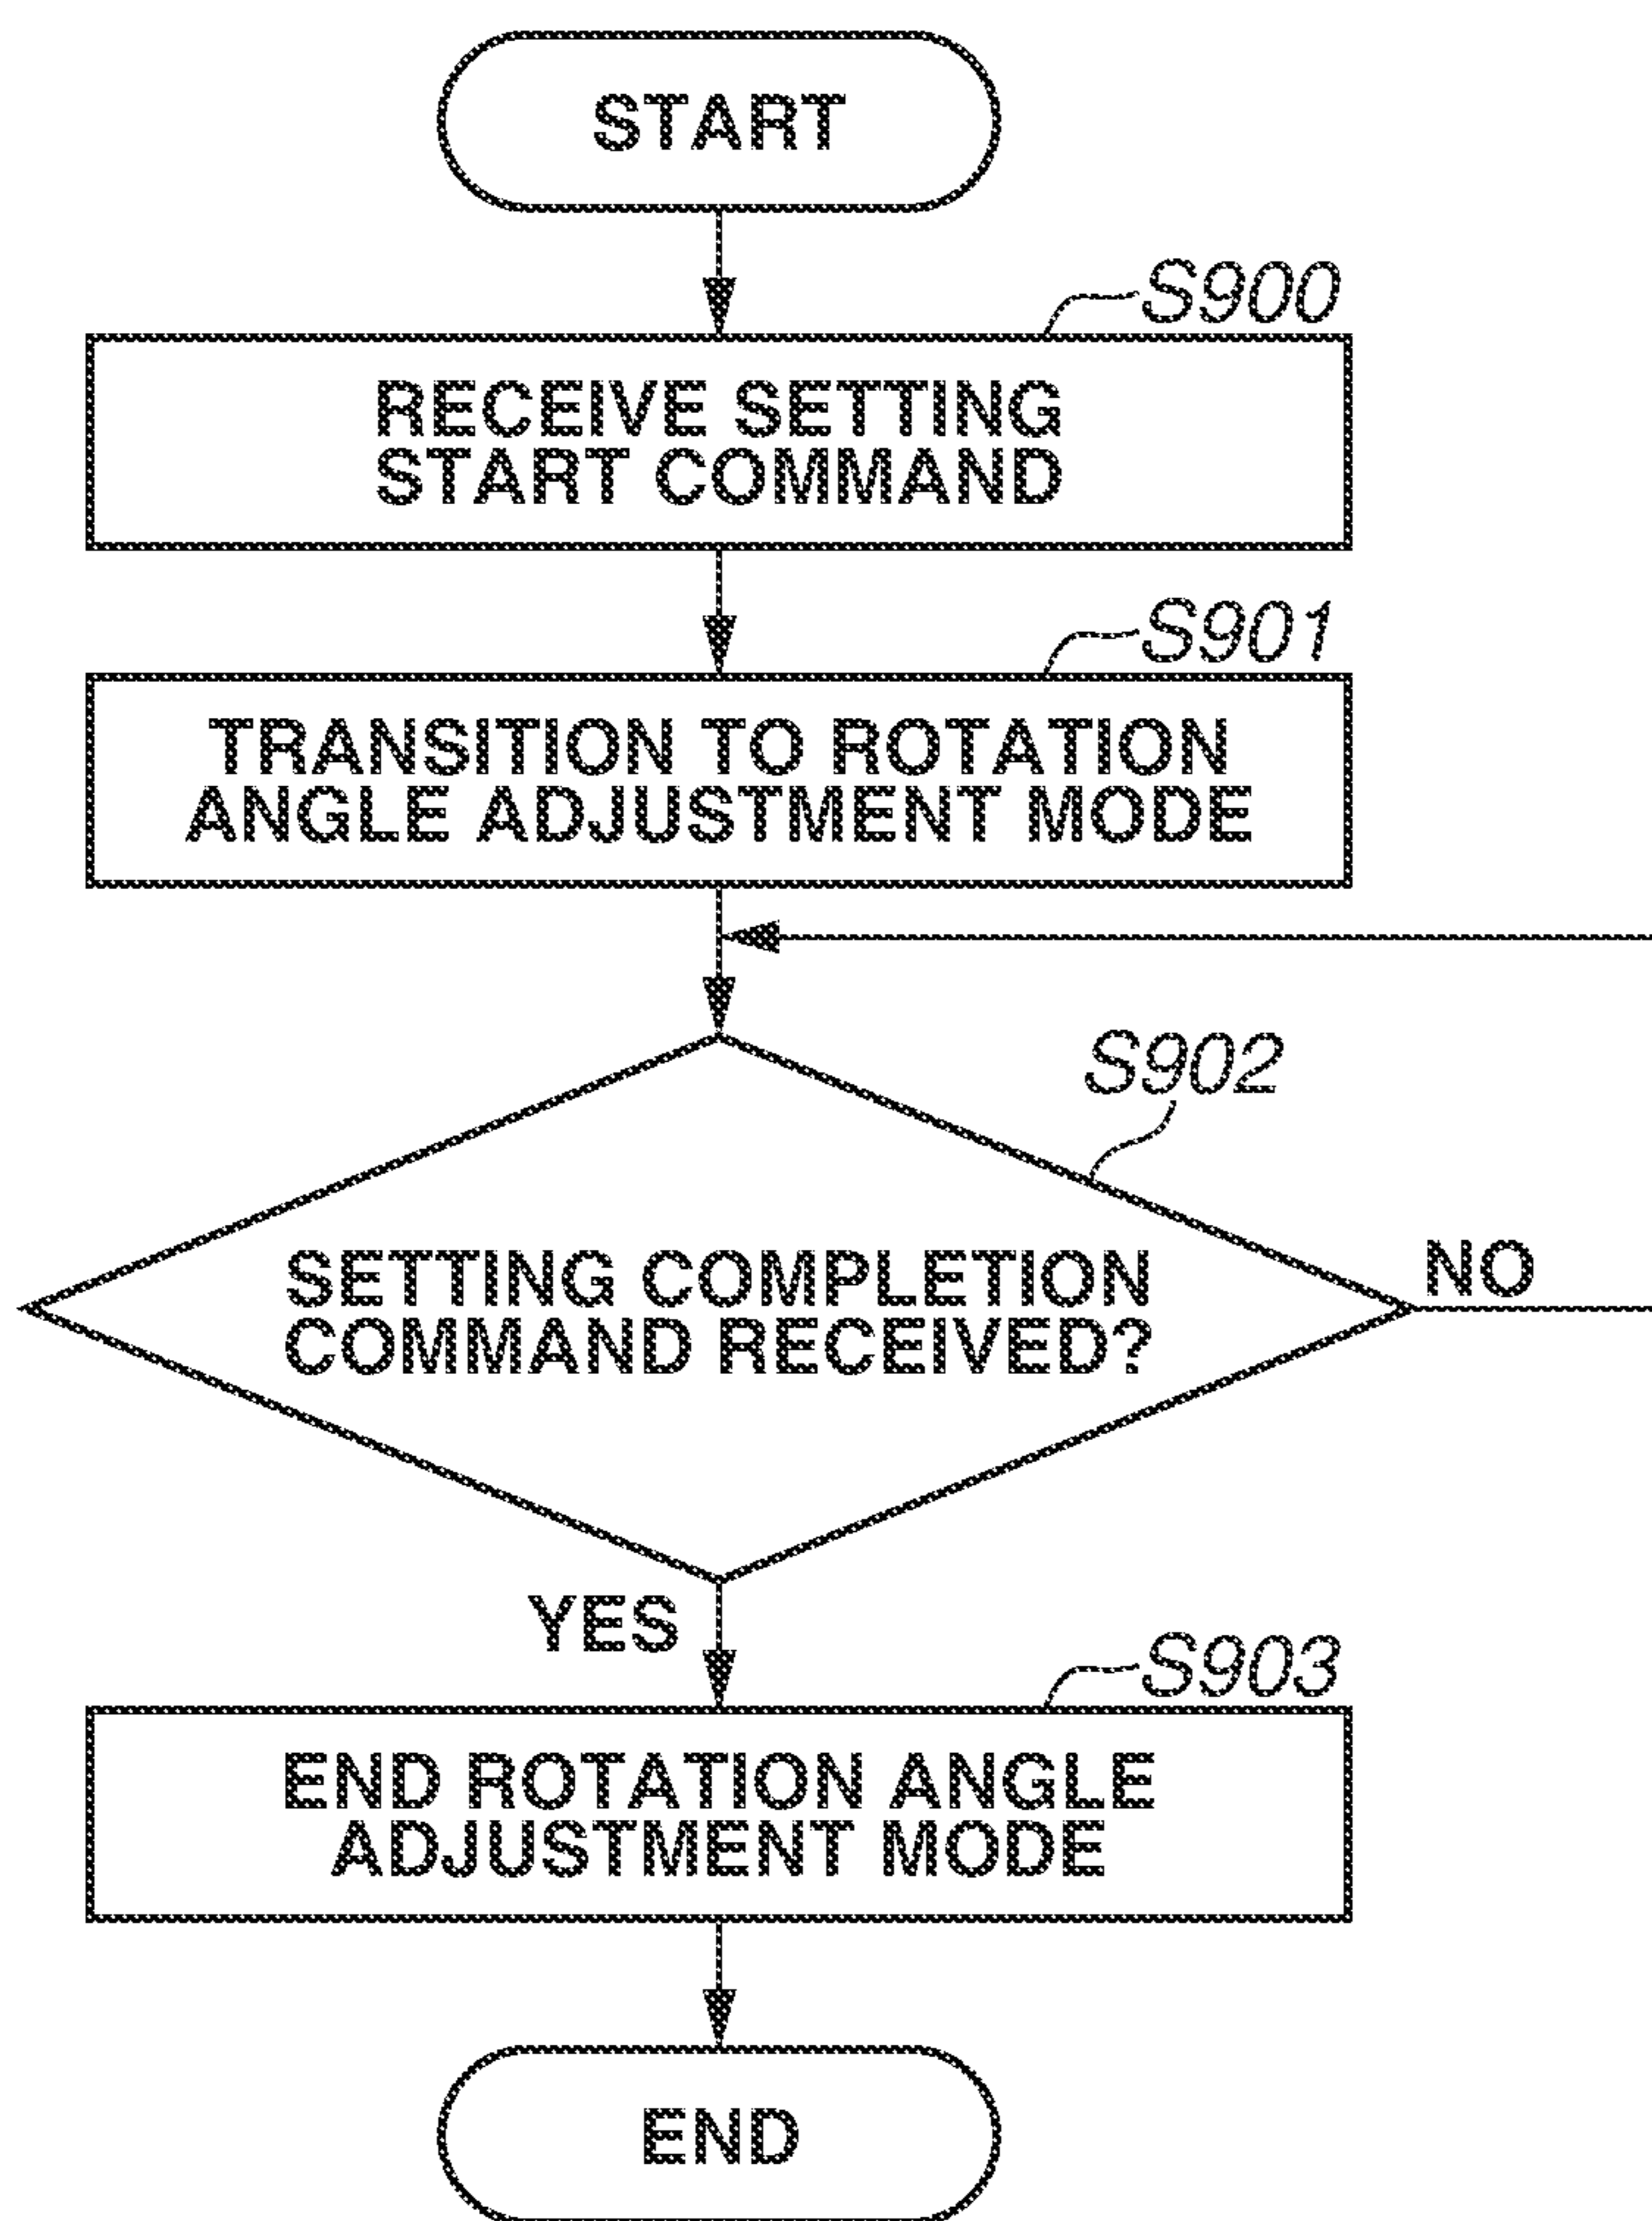 START
S900
RECEIVE SETTING
START COMMAND
S901
TRANSITION TO ROTATION
ANGLE ADJUSTMENT MODE
S902
SETTING COMPLETION
COMMAND RECEIVED?
NO
YES
S903
END ROTATION ANGLE
ADJUSTMENT MODE
END